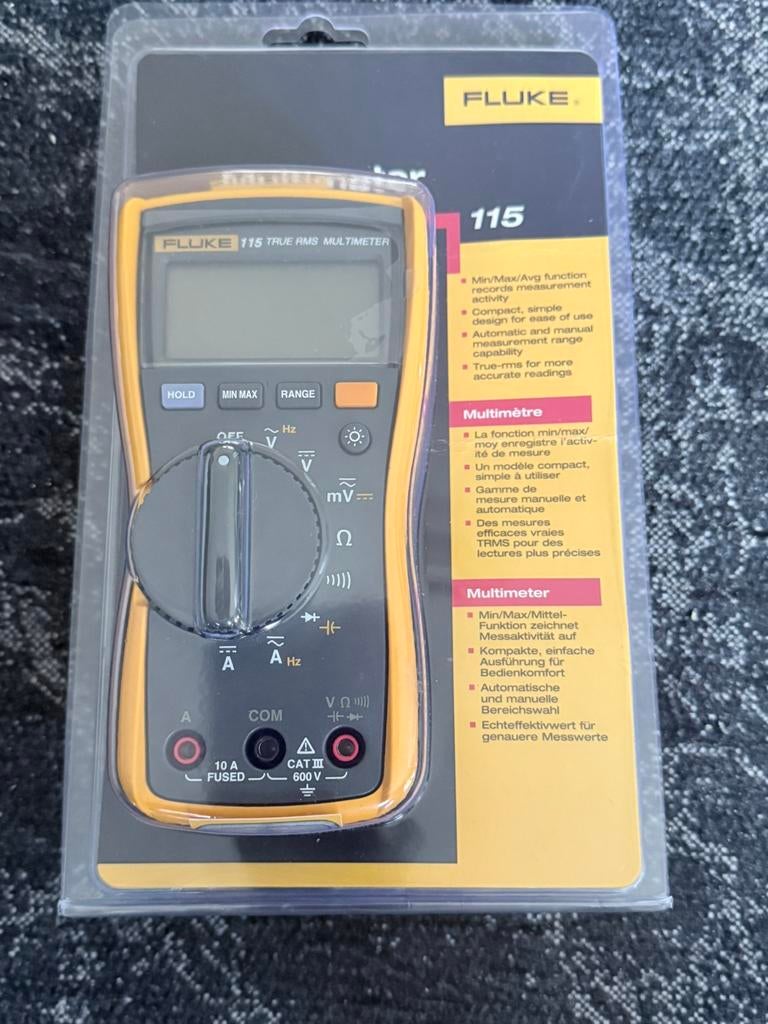 FLUKE®
115
FLUKE 115 TRUE RMS MULTIMETER
HOLD
MIN MAX
RANGE
OFF
V Hz
V
mV
Ω
A
A Hz
A
COM
V Ω
10 A
FUSED
CAT III
600 V
Min/Max/Avg function
records measurement
activity
Compact, simple
design for ease of use
Automatic and manual
measurement range
capability
True-rms for more
accurate readings
Multimètre
La fonction min/max/
moy enregistre l'activ-
ité de mesure
Un modèle compact,
simple à utiliser
Gamme de
mesure manuelle et
automatique
Des mesures
efficaces vraies
TRMS pour des
lectures plus précises
Multimeter
Min/Max/Mittel-
Funktion zeichnet
Messaktivität auf
Kompakte, einfache
Ausführung für
Bedienkomfort
Automatische
und manuelle
Bereichswahl
Echteffektivwert für
genauere Messwerte